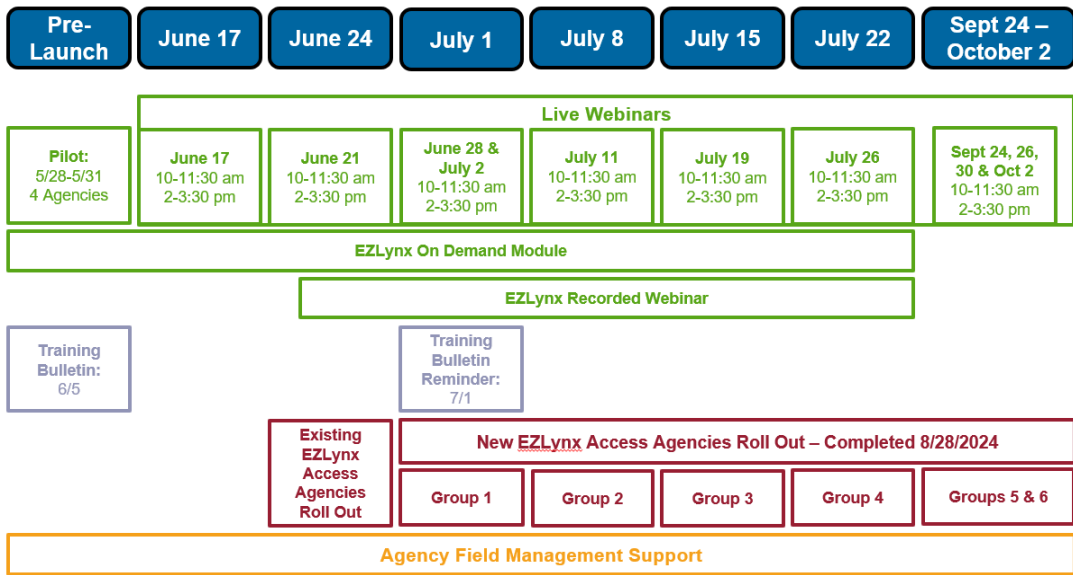 Pre-
Launch
June 17
June 24
July 1
July 8
July 15
July 22
Sept 24 –
October 2
Live Webinars
Pilot:
5/28-5/31
4 Agencies
June 17
10-11:30 am
2-3:30 pm
June 21
10-11:30 am
2-3:30 pm
June 28 &
July 2
10-11:30 am
2-3:30 pm
July 11
10-11:30 am
2-3:30 pm
July 19
10-11:30 am
2-3:30 pm
July 26
10-11:30 am
2-3:30 pm
Sept 24, 26,
30 & Oct 2
10-11:30 am
2-3:30 pm
EZLynx On Demand Module
EZLynx Recorded Webinar
Training
Bulletin:
6/5
Training
Bulletin
Reminder:
7/1
Existing
EZLynx
Access
Agencies
Roll Out
New EZLynx Access Agencies Roll Out – Completed 8/28/2024
Group 1
Group 2
Group 3
Group 4
Groups 5 & 6
Agency Field Management Support